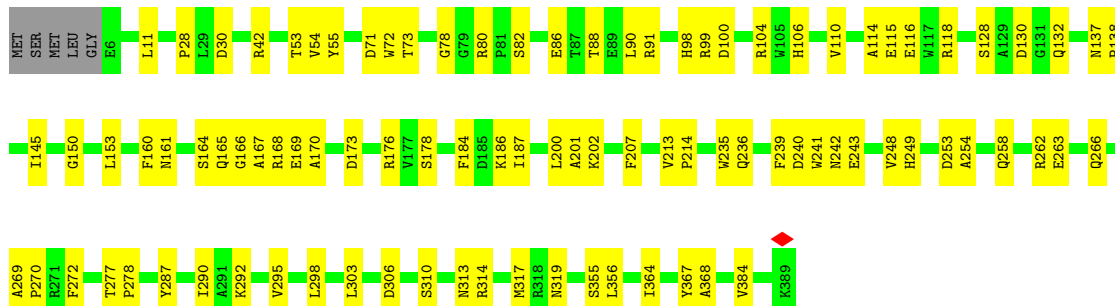 MET SER MET LEU GLY E6 L11 P28 L29 D30 R42 T53 V54 Y55 D71 W72 T73 G78 G79 R80 P81 S82 E86 T87 T88 E89 L90 R91 H98 R99 D100 R104 W105 H106 V110 A114 E115 E116 W117 R118 S128 A129 D130 G131 Q132 N137
I145 G150 L153 F160 N161 S164 Q165 G166 A167 R168 E169 A170 D173 R176 V177 S178 F184 D185 K186 I187 L200 A201 K202 F207 V213 P214 W235 Q236 F239 D240 W241 N242 E243 V248 H249 D253 A254 Q258 R262 E263 Q266
A269 P270 R271 F272 T277 P278 Y287 I290 A291 K292 V295 L298 L303 D306 S310 N313 R314 M317 R318 N319 S355 L356 I364 Y367 A368 V384 K389